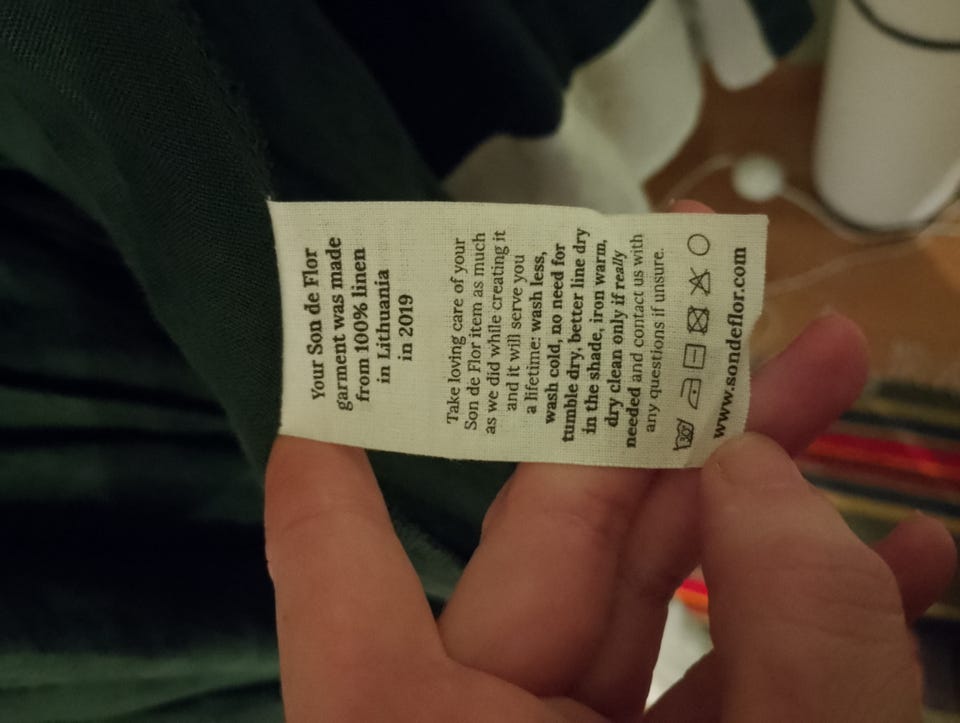 Your Son de Flor
garment was made
from 100% linen
in Lithuania
in 2019
Take loving care of your
Son de Flor item as much
as we did while creating it
and it will serve you
a lifetime: wash less,
wash cold, no need for
tumble dry, better line dry
in the shade, iron warm,
dry clean only if really
needed and contact us with
any questions if unsure.
30°
www.sondeflor.com